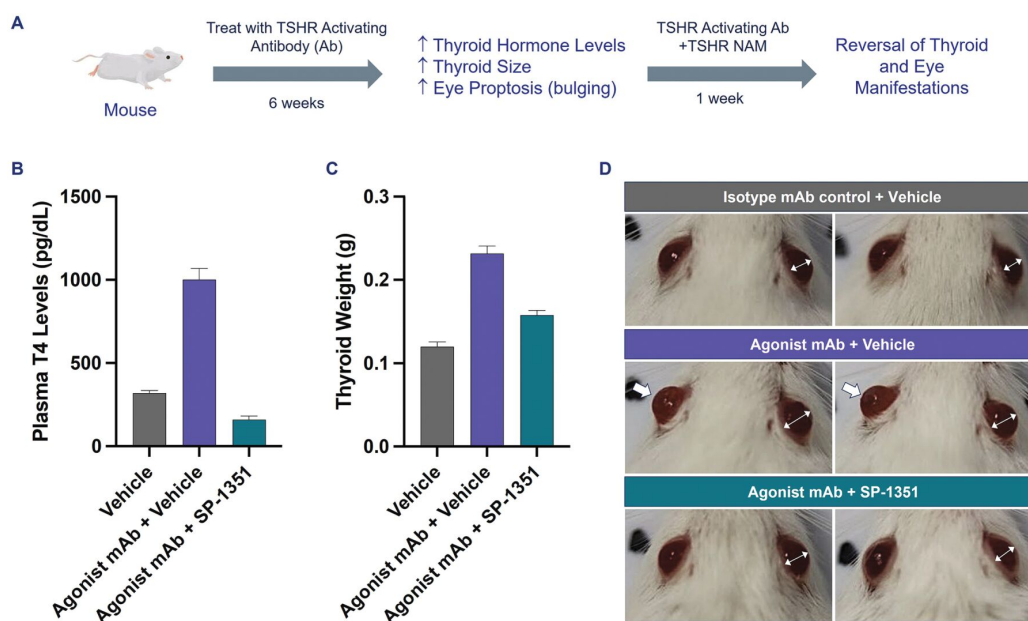 A
Mouse
Treat with TSHR Activating
Antibody (Ab)
6 weeks
↑ Thyroid Hormone Levels
↑ Thyroid Size
↑ Eye Proptosis (bulging)
TSHR Activating Ab
+TSHR NAM
1 week
Reversal of Thyroid
and Eye
Manifestations
B
Plasma T4 Levels (pg/dL)
1500
1000
500
0
Vehicle
Agonist mAb + Vehicle
Agonist mAb + SP-1351
C
Thyroid Weight (g)
0.3
0.2
0.1
0.0
Vehicle
Agonist mAb + Vehicle
Agonist mAb + SP-1351
D
Isotype mAb control + Vehicle
Agonist mAb + Vehicle
Agonist mAb + SP-1351